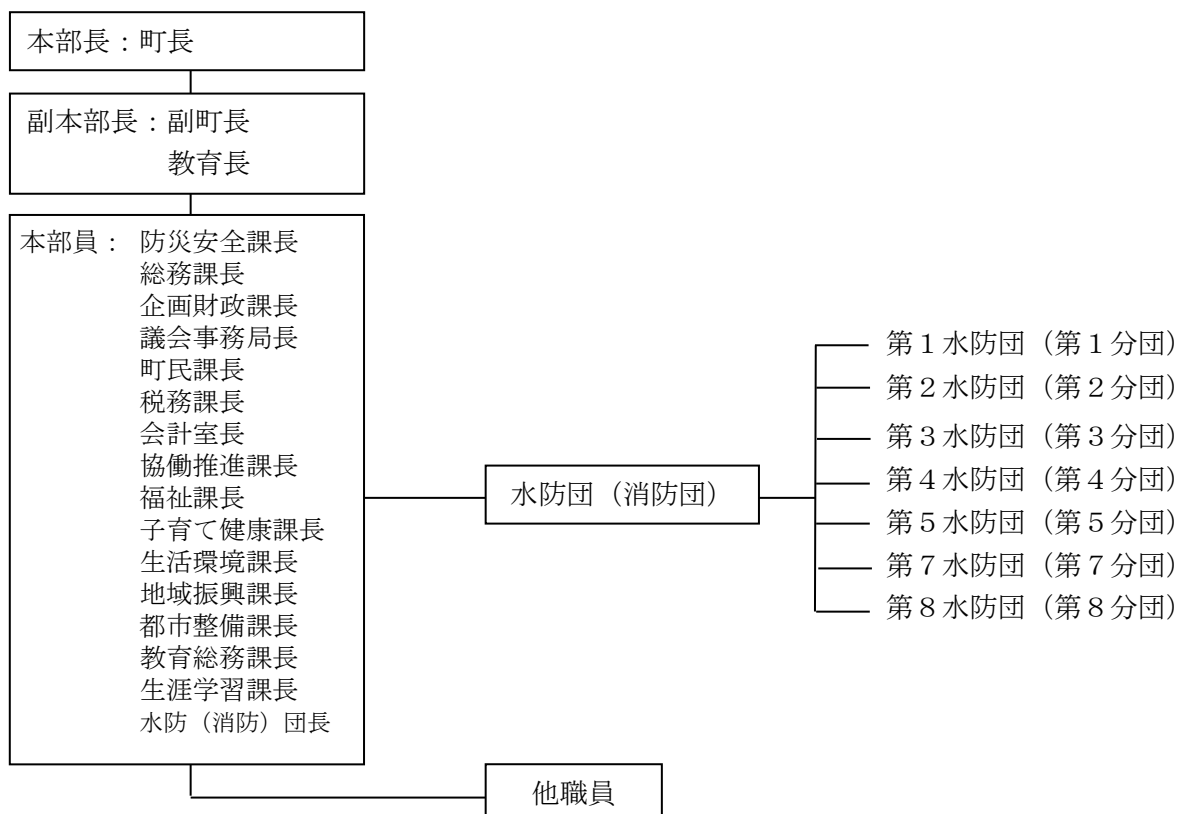 本部長：町長
副本部長：副町長
教育長
本部員： 防災安全課長
総務課長
企画財政課長
議会事務局長
町民課長
税務課長
会計室長
協働推進課長
福祉課長
子育て健康課長
生活環境課長
地域振興課長
都市整備課長
教育総務課長
生涯学習課長
水防（消防）団長
水防団（消防団）
第１水防団（第１分団）
第２水防団（第２分団）
第３水防団（第３分団）
第４水防団（第４分団）
第５水防団（第５分団）
第７水防団（第７分団）
第８水防団（第８分団）
他職員